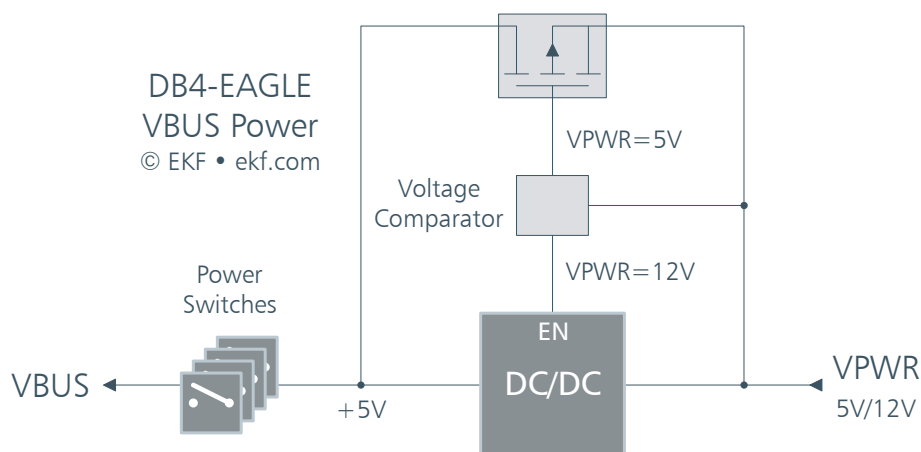 DB4-EAGLE
VBUS Power
© EKF • ekf.com
VPWR=5V
Voltage
Comparator
VPWR=12V
Power
Switches
EN
DC/DC
VBUS
+5V
VPWR
5V/12V